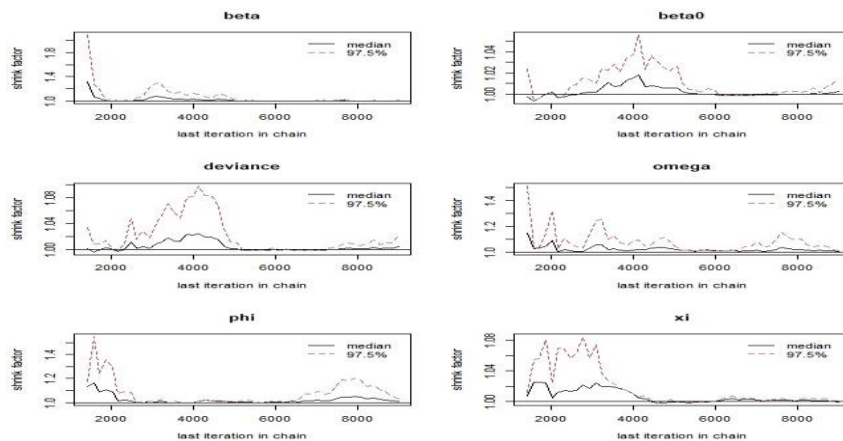 beta
shrink factor
1.0 1.4 1.8
median
97.5%
2000 4000 6000 8000
last iteration in chain
beta0
shrink factor
1.00 1.02 1.04
median
97.5%
2000 4000 6000 8000
last iteration in chain
deviance
shrink factor
1.00 1.04 1.08
median
97.5%
2000 4000 6000 8000
last iteration in chain
omega
shrink factor
1.0 1.2 1.4
median
97.5%
2000 4000 6000 8000
last iteration in chain
phi
shrink factor
1.0 1.2 1.4
median
97.5%
2000 4000 6000 8000
last iteration in chain
xi
shrink factor
1.00 1.04 1.08
median
97.5%
2000 4000 6000 8000
last iteration in chain